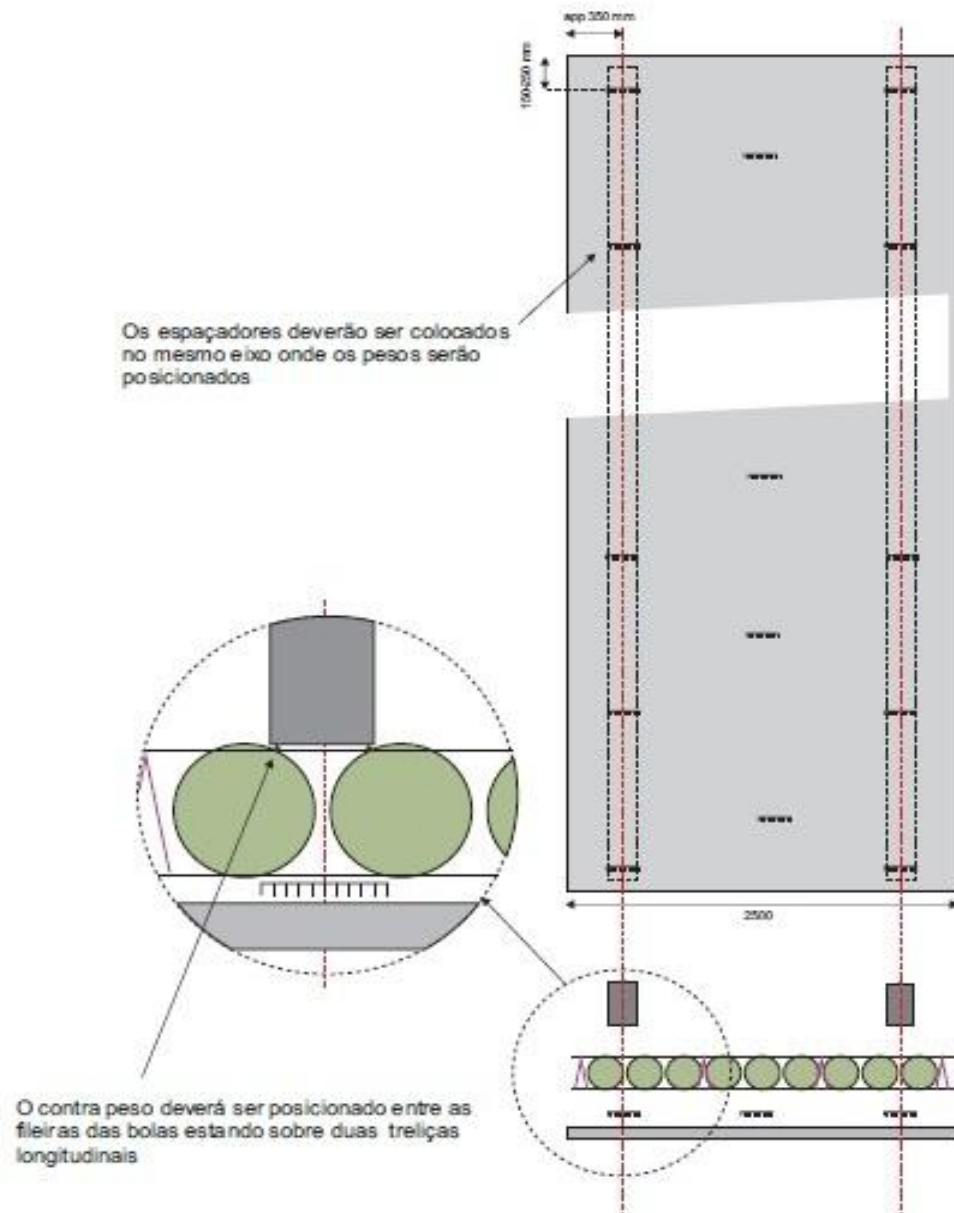 app 350 mm
150-250 mm
Os espaçadores deverão ser colocados
no mesmo eixo onde os pesos serão
posicionados
2500
O contra peso deverá ser posicionado entre as
fileiras das bolas estando sobre duas treliças
longitudinais